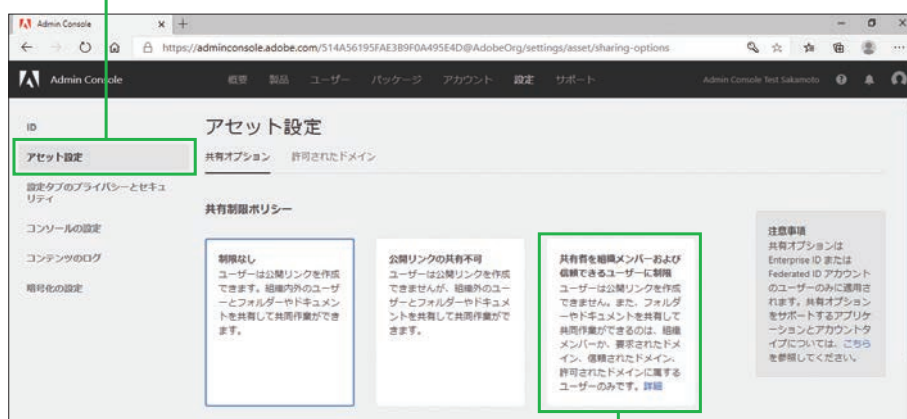 Admin Console
https://adminconsole.adobe.com/514A56195FAE3B9F0A495E4D@AdobeOrg/settings/asset/sharing-options
Admin Console 概要 製品 ユーザー パッケージ アカウント 設定 サポート Admin Console Test Sakamoto
ID
アセット設定
設定タブのプライバシーとセキュ
リティ
コンソールの設定
コンテンツのログ
暗号化の設定
アセット設定
共有オプション 許可されたドメイン
共有制限ポリシー
制限なし
ユーザーは公開リンクを作成
できます。組織内外のユーザ
ーとフォルダーやドキュメン
トを共有して共同作業ができ
ます。
公開リンクの共有不可
ユーザーは公開リンクを作成
できませんが、組織外のユー
ザーとフォルダーやドキュメ
ントを共有して共同作業がで
きます。
共有者を組織メンバーおよび
信頼できるユーザーに制限
ユーザーは公開リンクを作成
できません。また、フォルダ
ーやドキュメントを共有して
共同作業ができるのは、組織
メンバーか、要求されたドメ
イン、信頼されたドメイン、
許可されたドメインに属する
ユーザーのみです。詳細
注意事項
共有オプションは
Enterprise ID または
Federated ID アカウント
のユーザーのみに適用さ
れます。共有オプション
をサポートするアプリケ
ーションとアカウントタ
イプについては、こちら
を参照してください。